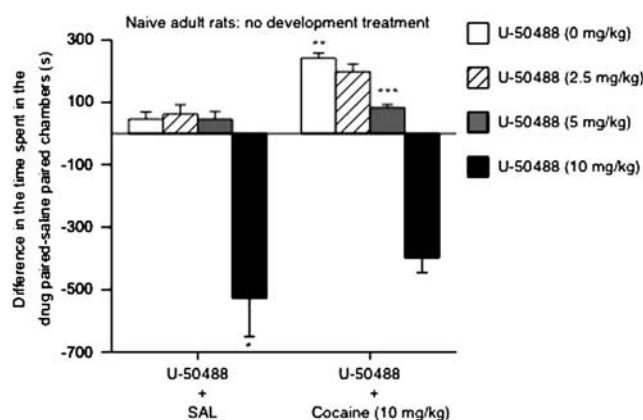 Naive adult rats: no development treatment
Difference in the time spent in the
drug paired-saline paired chambers (s)
300
100
-100
-300
-500
-700
**
***
*
U-50488
+
SAL
U-50488
+
Cocaine (10 mg/kg)
U-50488 (0 mg/kg)
U-50488 (2.5 mg/kg)
U-50488 (5 mg/kg)
U-50488 (10 mg/kg)